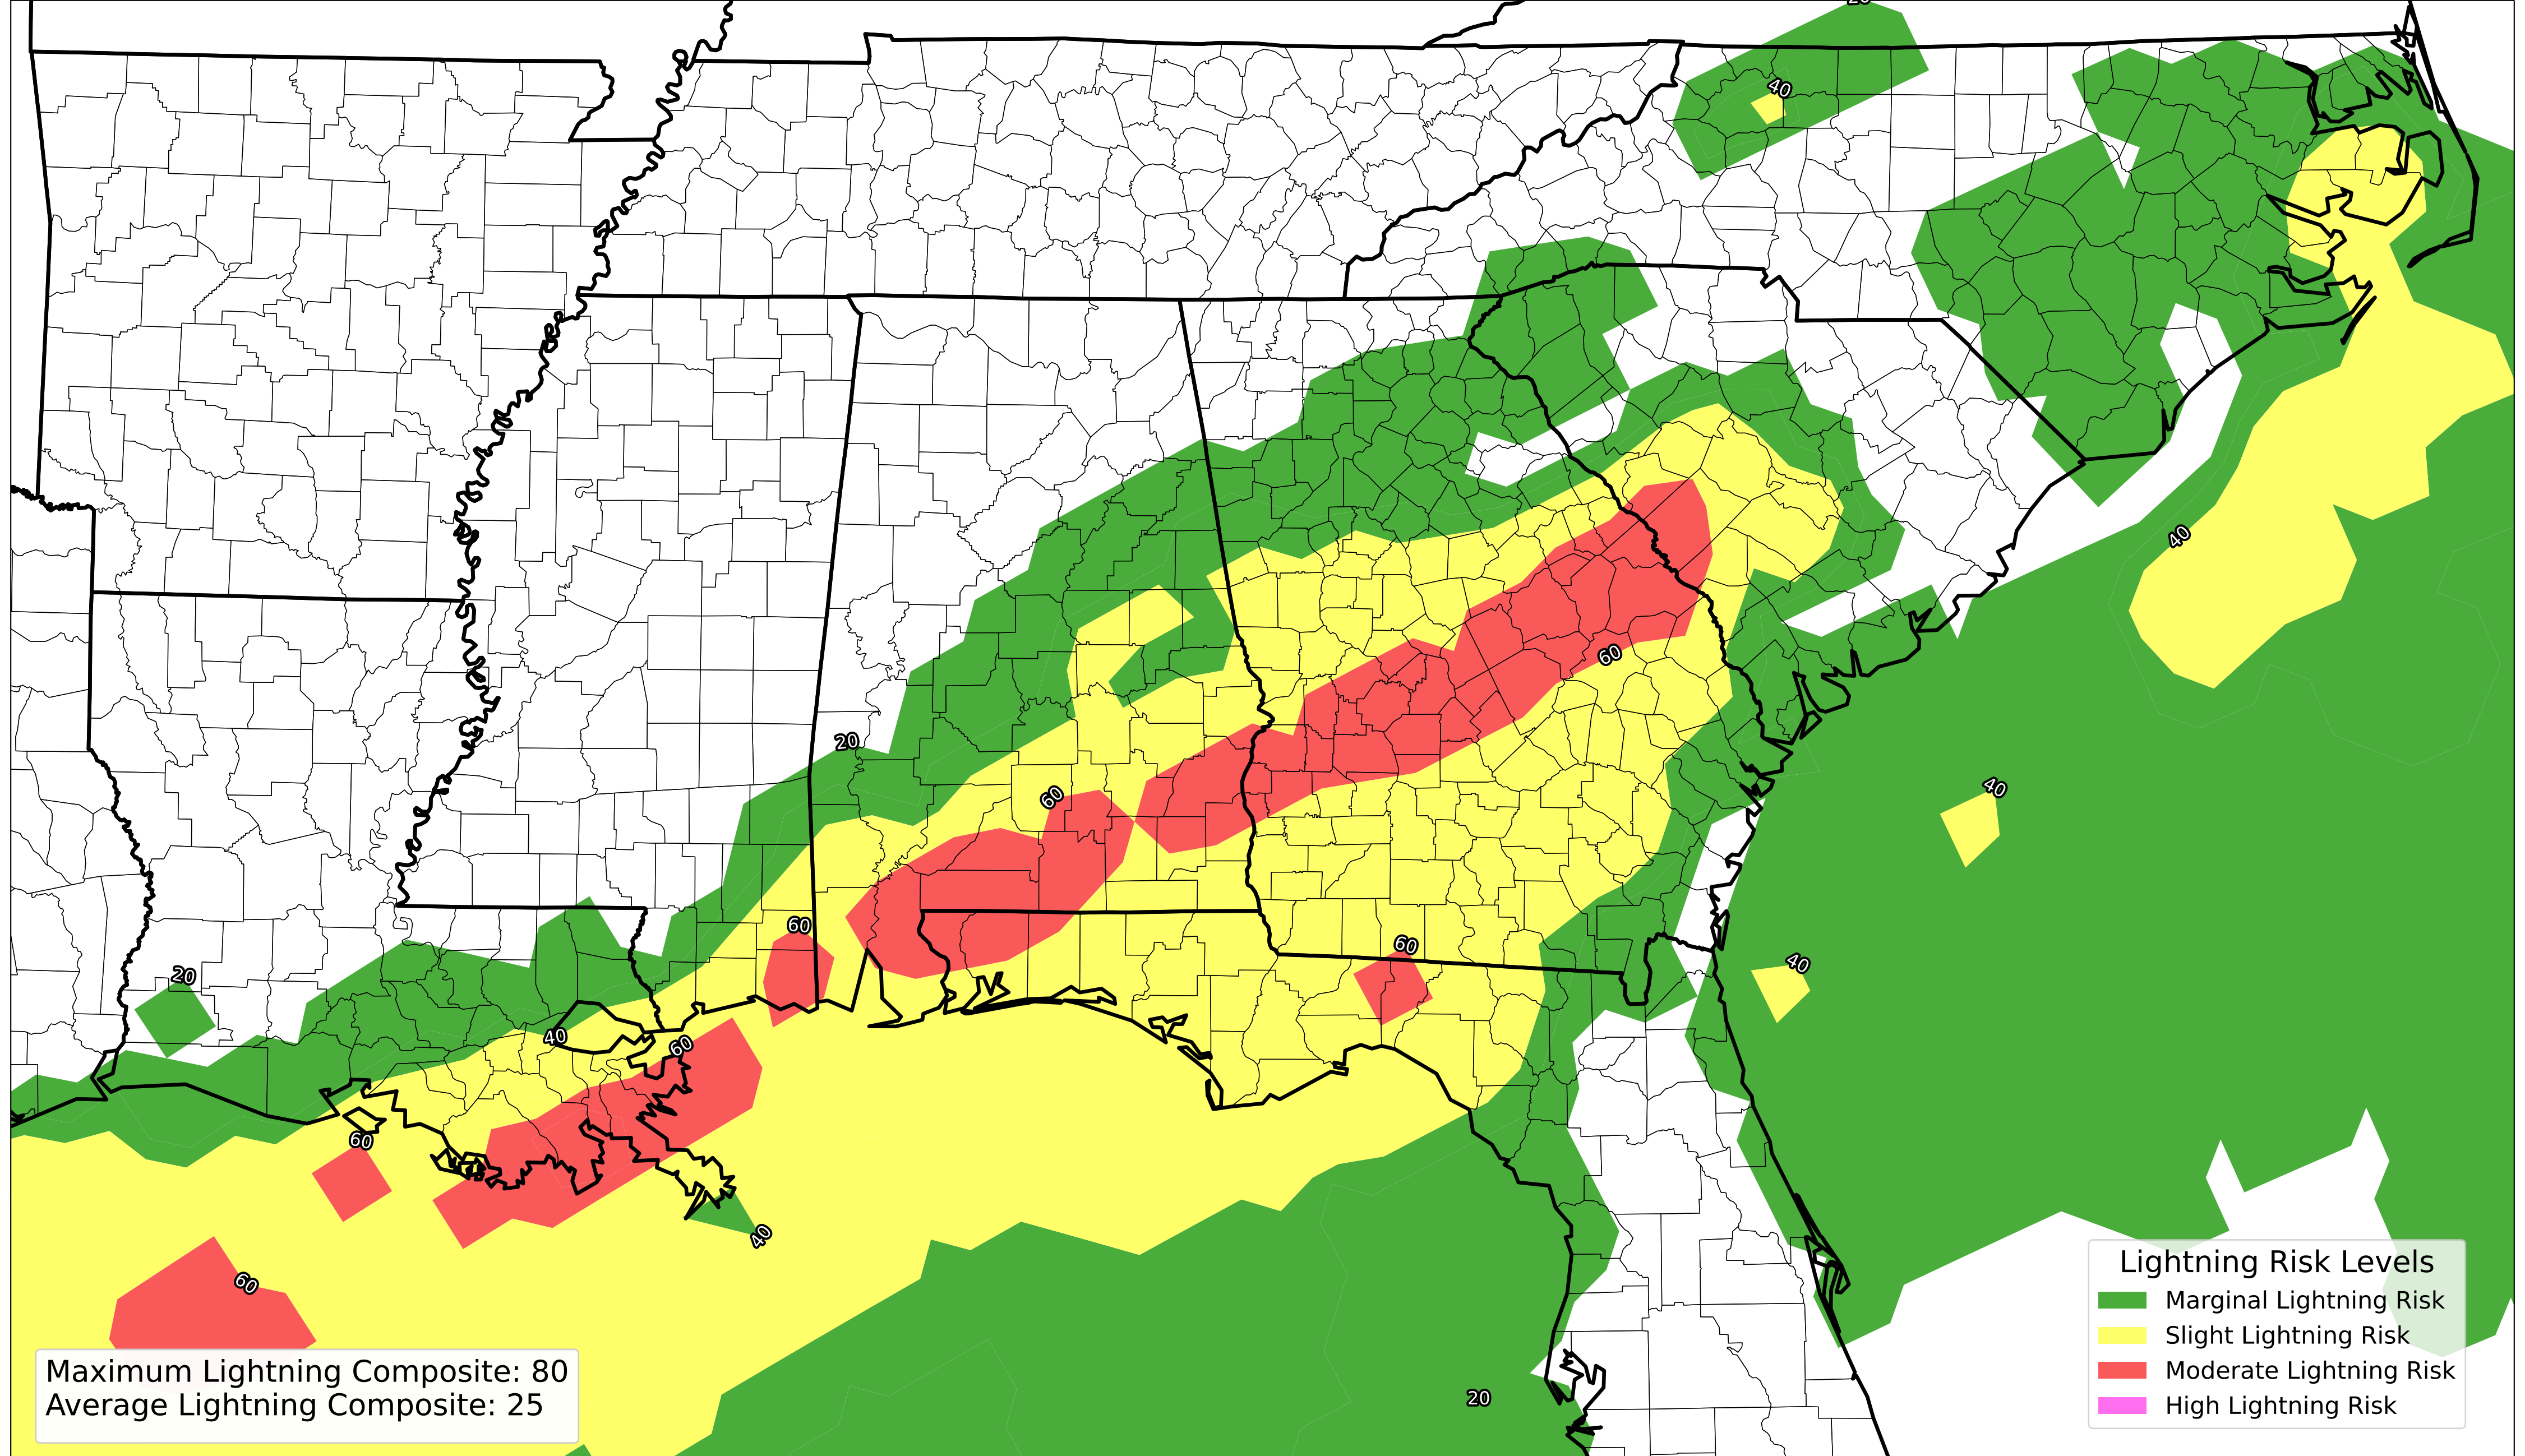 20
40
40
60
20
60
40
60
60
40
20
40
60
60
40
60
20
Lightning Risk Levels
Marginal Lightning Risk
Slight Lightning Risk
Moderate Lightning Risk
High Lightning Risk
Maximum Lightning Composite: 80
Average Lightning Composite: 25